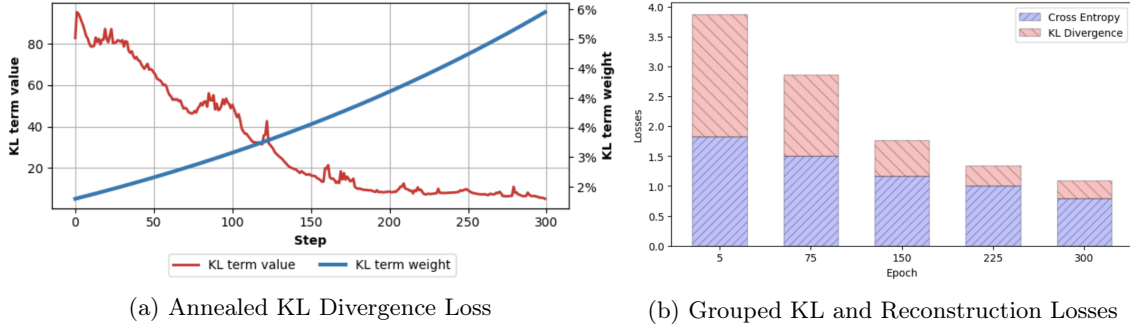 KL term value
80
60
40
20
6%
5%
4%
4%
4%
3%
2%
KL term weight
0 50 100 150 200 250 300
Step
KL term value KL term weight
(a) Annealed KL Divergence Loss
Cross Entropy
KL Divergence
Losses
4.0
3.5
3.0
2.5
2.0
1.5
1.0
0.5
0.0
5 75 150 225 300
Epoch
(b) Grouped KL and Reconstruction Losses